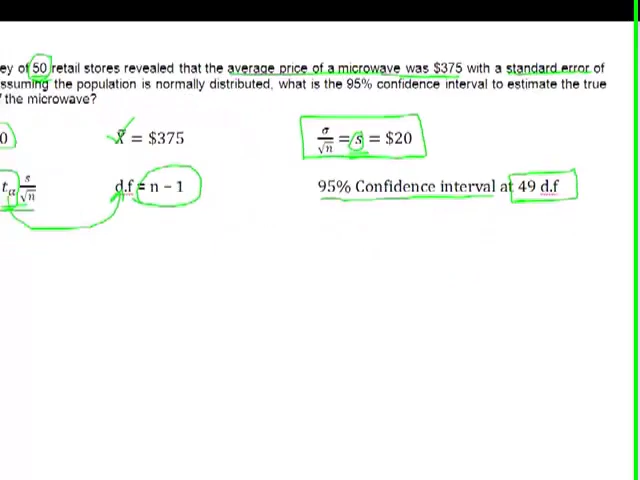 ey of 50 retail stores revealed that the average price of a microwave was $375 with a standard error of
ssuming the population is normally distributed, what is the 95% confidence interval to estimate the true
the microwave?
0 X̄ = $375 σ/√n = s = $20
tα s/√n d.f = n − 1 95% Confidence interval at 49 d.f